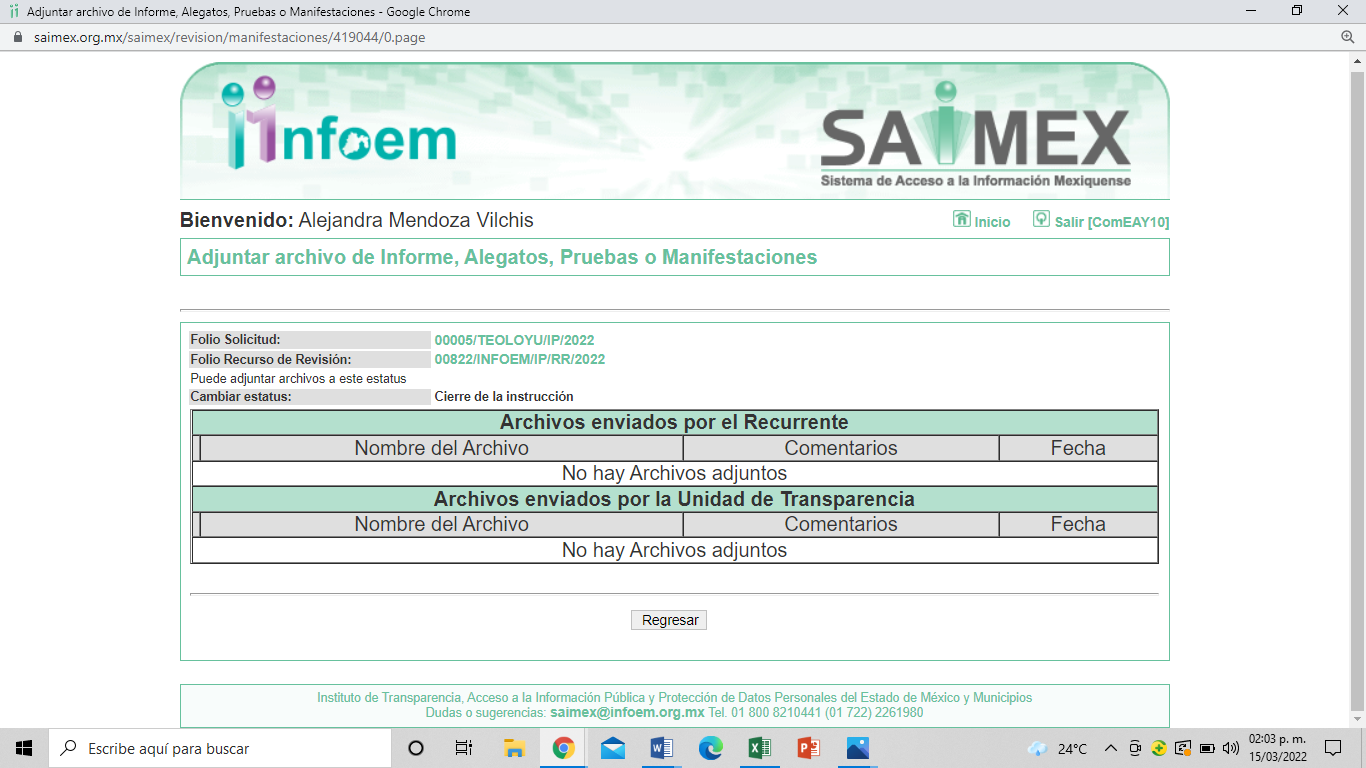 Adjuntar archivo de Informe, Alegatos, Pruebas o Manifestaciones - Google Chrome
saimex.org.mx/saimex/revision/manifestaciones/419044/0.page
infoem
SAIMEX
Sistema de Acceso a la Información Mexiquense
Bienvenido: Alejandra Mendoza Vilchis
Inicio Salir [ComEAY10]
Adjuntar archivo de Informe, Alegatos, Pruebas o Manifestaciones
Folio Solicitud: 00005/TEOLOYU/IP/2022
Folio Recurso de Revisión: 00822/INFOEM/IP/RR/2022
Puede adjuntar archivos a este estatus
Cambiar estatus: Cierre de la instrucción
Archivos enviados por el Recurrente
Nombre del Archivo Comentarios Fecha
No hay Archivos adjuntos
Archivos enviados por la Unidad de Transparencia
Nombre del Archivo Comentarios Fecha
No hay Archivos adjuntos
Regresar
Instituto de Transparencia, Acceso a la Información Pública y Protección de Datos Personales del Estado de México y Municipios
Dudas o sugerencias: saimex@infoem.org.mx Tel. 01 800 8210441 (01 722) 2261980
Escribe aquí para buscar
24°C
02:03 p. m.
15/03/2022